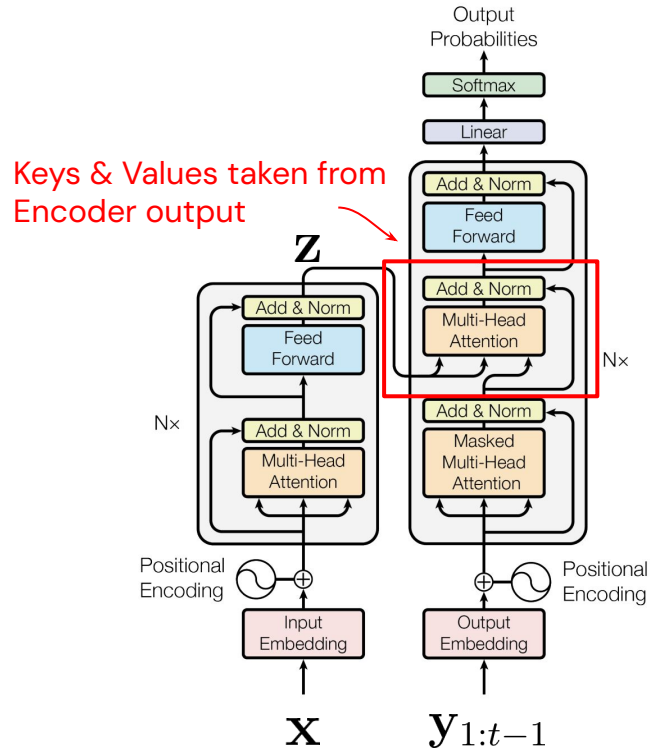 Output
Probabilities
Softmax
Linear
Keys & Values taken from
Encoder output
Add & Norm
Feed
Forward
z
Add & Norm
Multi-Head
Attention
N×
Add & Norm
Feed
Forward
N×
Add & Norm
Multi-Head
Attention
Add & Norm
Masked
Multi-Head
Attention
Positional
Encoding
Positional
Encoding
Input
Embedding
Output
Embedding
x
y1:t−1